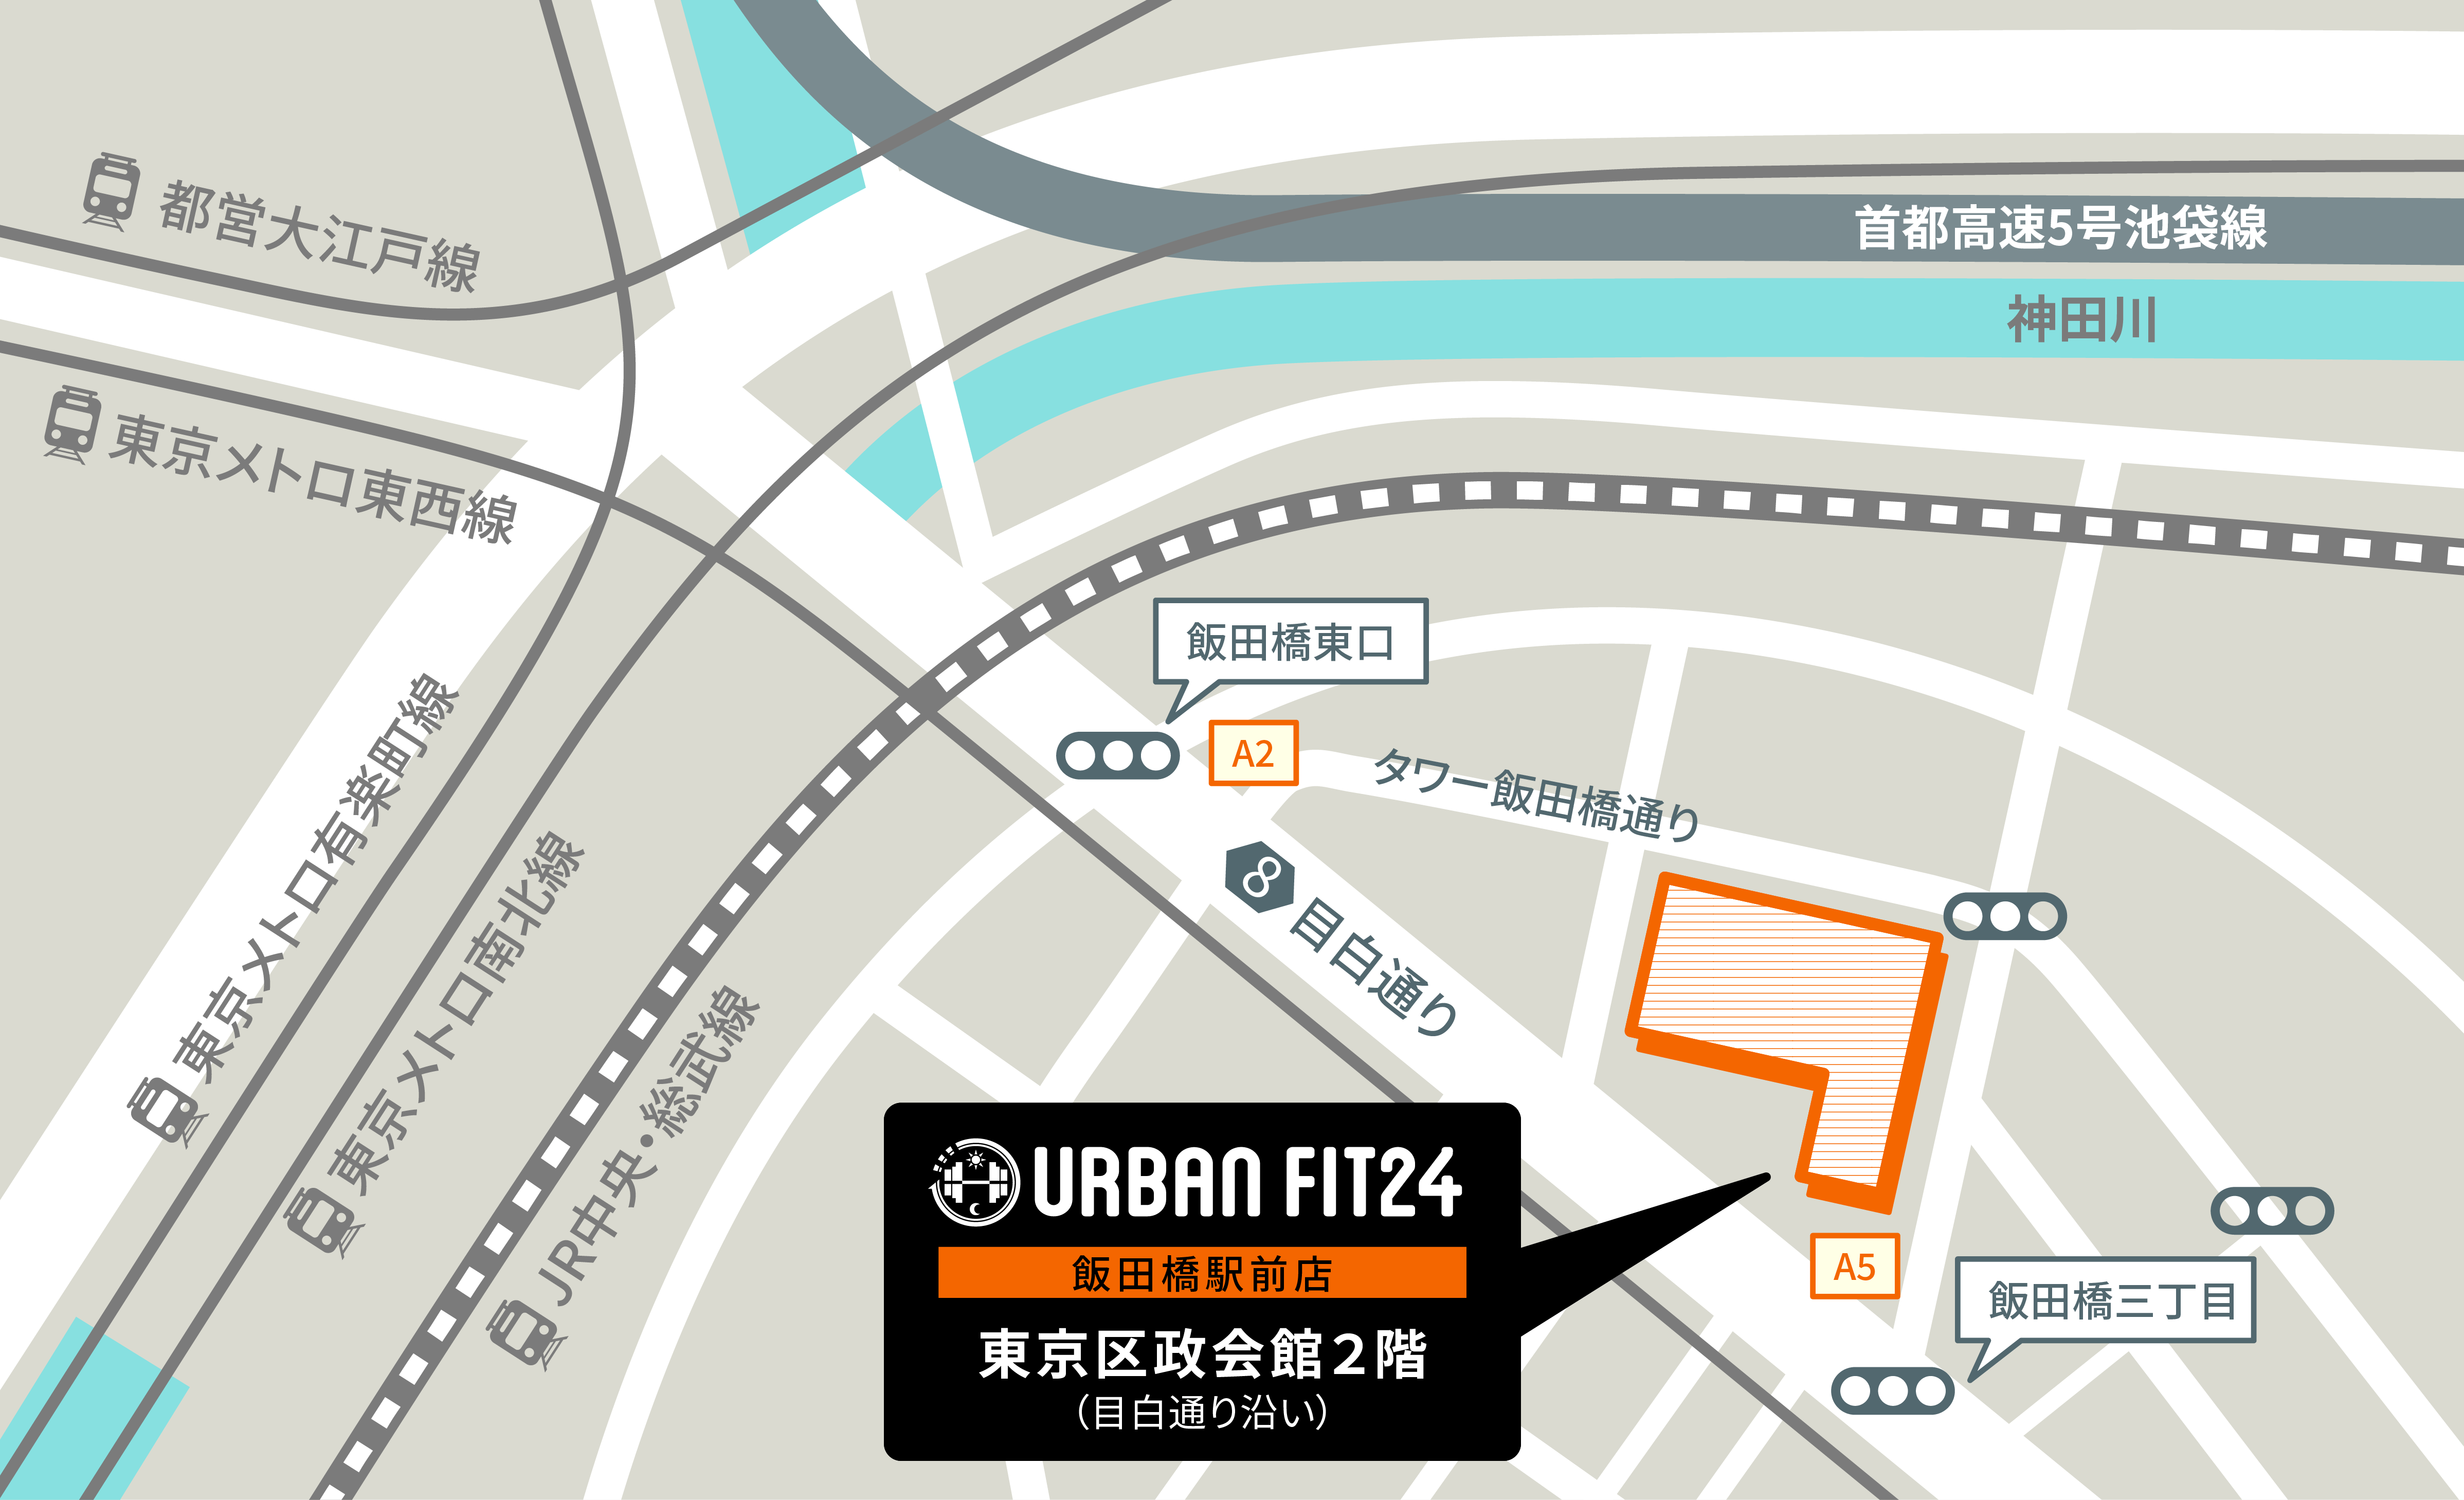 都営大江戸線
首都高速5号池袋線
神田川
東京メトロ東西線
飯田橋東口
A2
タワー飯田橋通り
東京メトロ有楽町線
東京メトロ南北線
8
目白通り
JR中央・総武線
URBAN FIT24
飯田橋駅前店
東京区政会館2階
(目白通り沿い)
A5
飯田橋三丁目